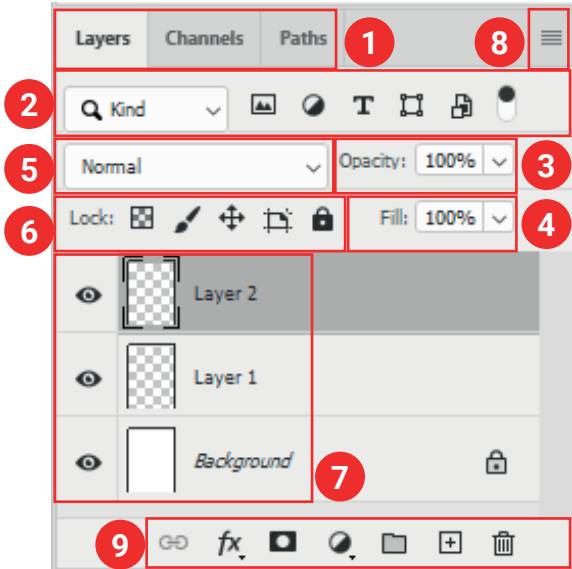 Layers Channels Paths 1 8
2 Kind T
5 Normal Opacity: 100% 3
6 Lock: Fill: 100% 4
Layer 2
Layer 1
Background 7
9 fx